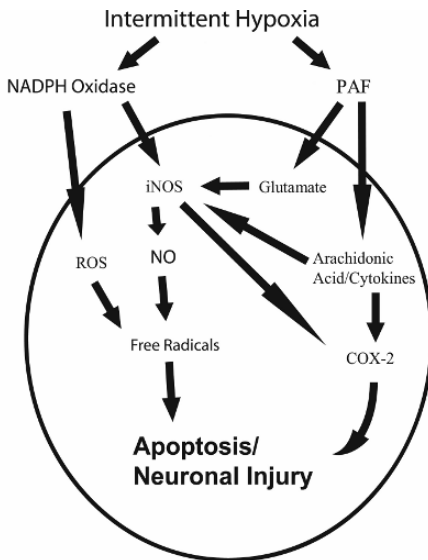 Intermittent Hypoxia
NADPH Oxidase
PAF
iNOS
Glutamate
ROS
NO
Arachidonic
Acid/Cytokines
Free Radicals
COX-2
Apoptosis/
Neuronal Injury